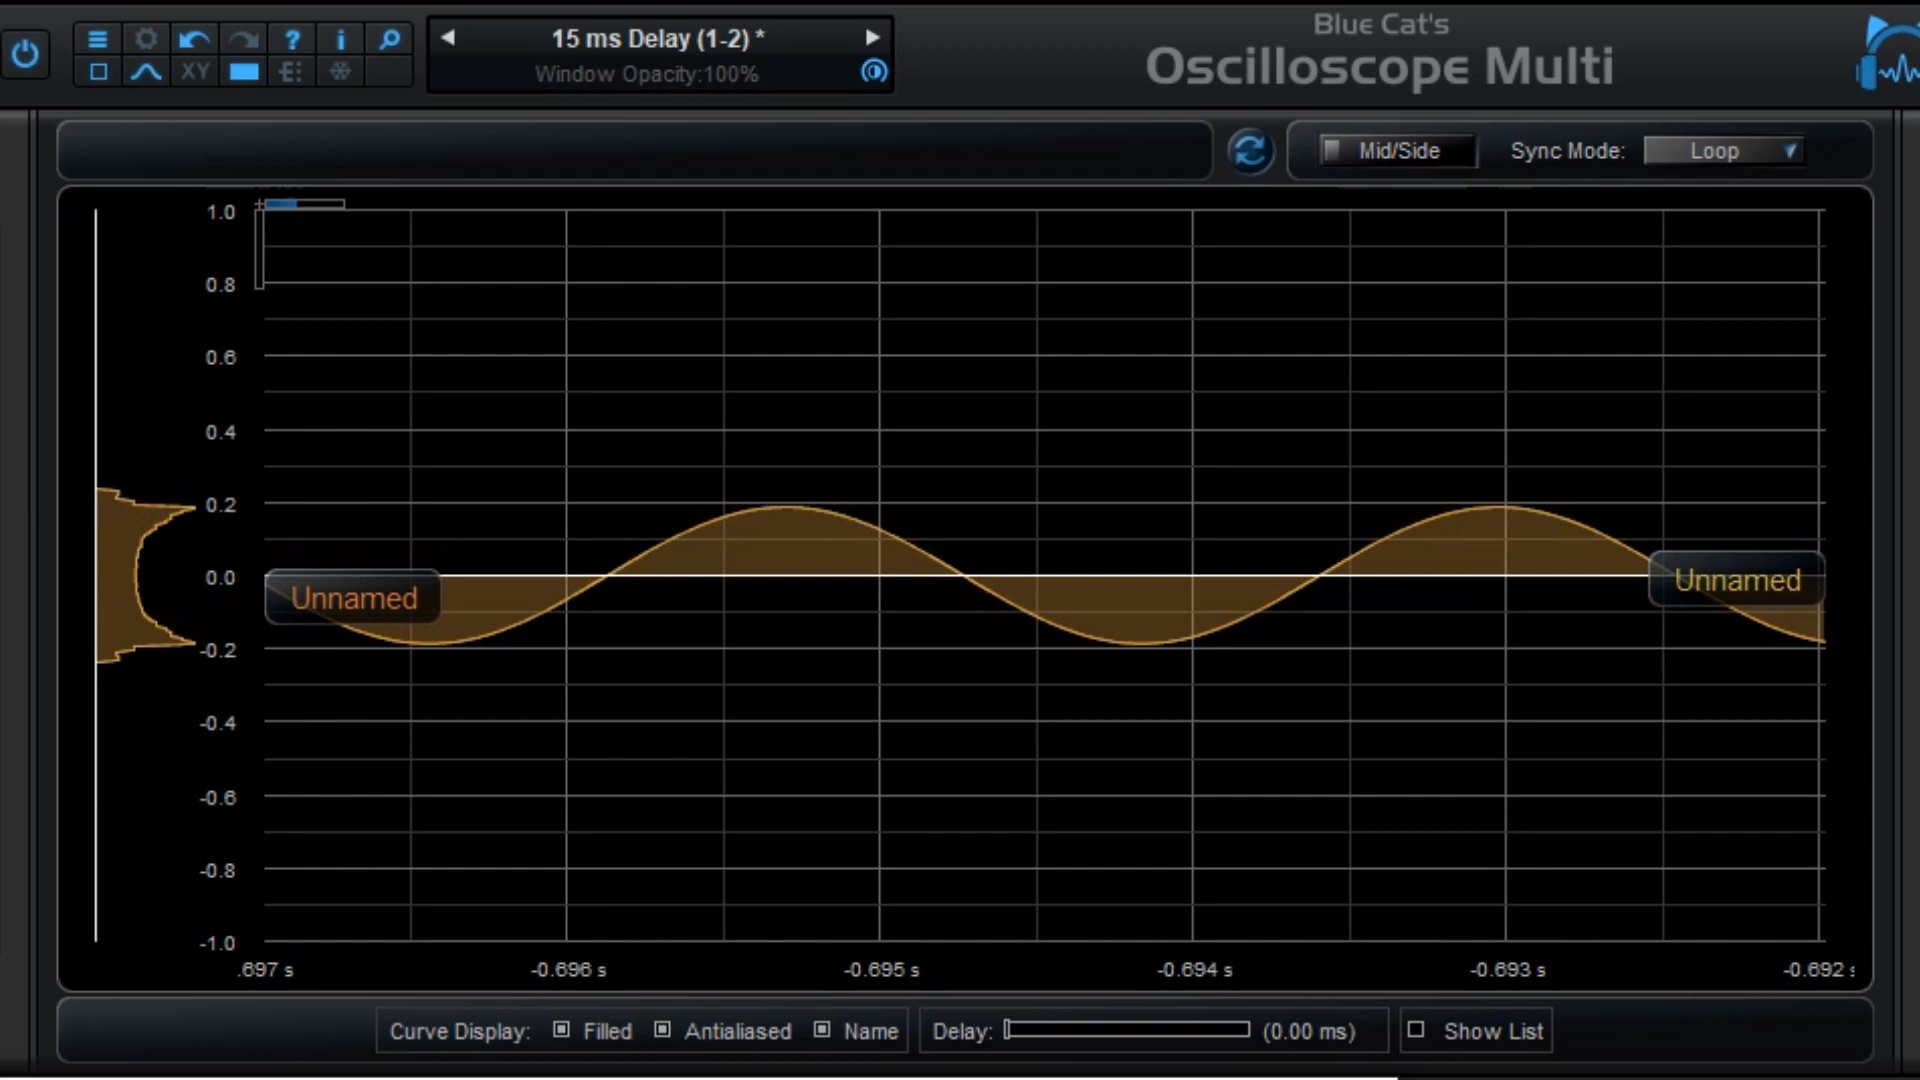 Blue Cat's
Oscilloscope Multi
XY
15 ms Delay (1-2) *
Window Opacity:100%
Mid/Side
Sync Mode: Loop
1.0
0.8
0.6
0.4
0.2
0.0
-0.2
-0.4
-0.6
-0.8
-1.0
Unnamed
Unnamed
.697 s -0.696 s -0.695 s -0.694 s -0.693 s -0.692 s
Curve Display: Filled Antialiased Name Delay: (0.00 ms) Show List